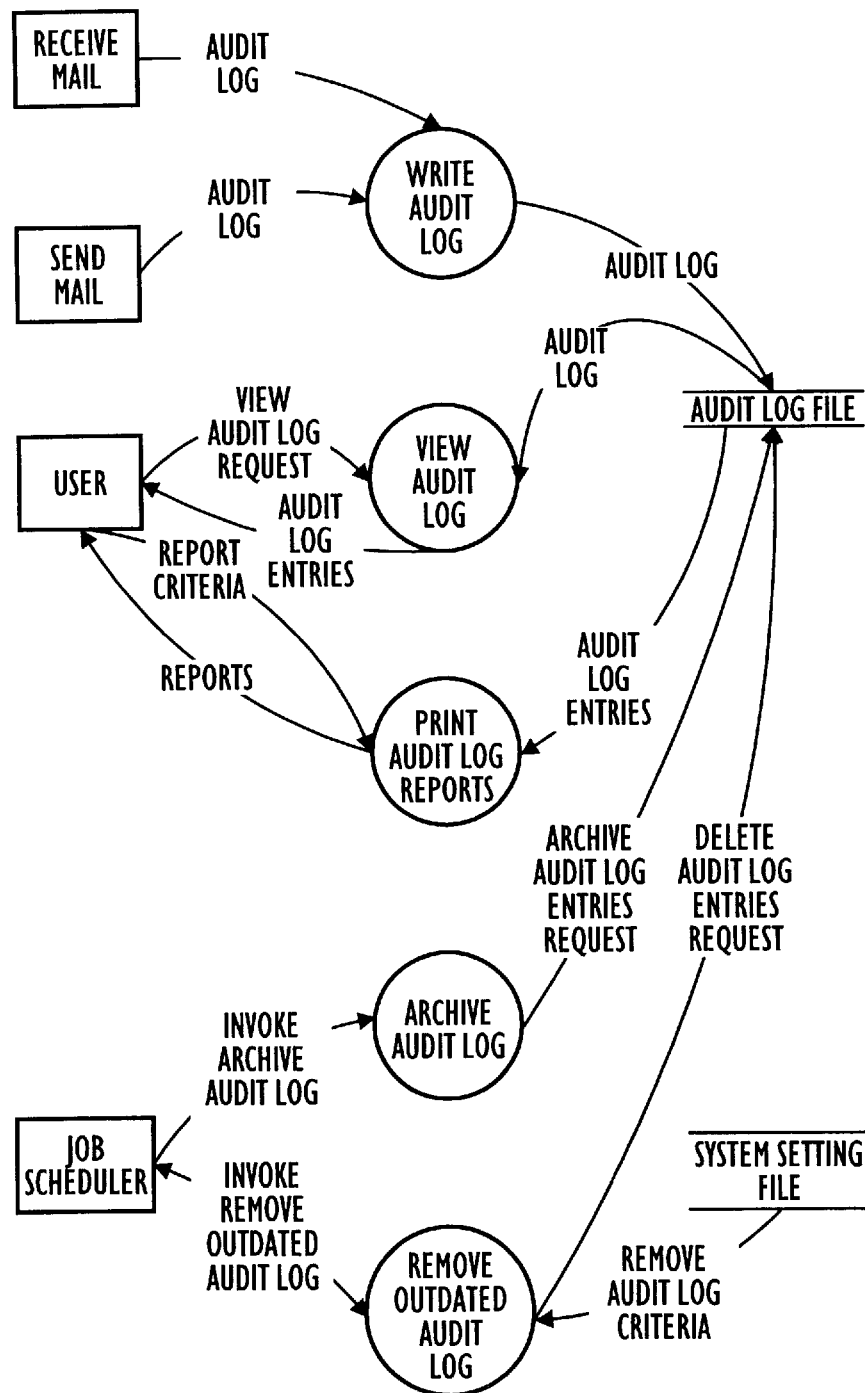 RECEIVE
MAIL
AUDIT
LOG
WRITE
AUDIT
LOG
AUDIT
LOG
SEND
MAIL
AUDIT LOG
AUDIT
LOG
AUDIT LOG FILE
VIEW
AUDIT LOG
REQUEST
USER
VIEW
AUDIT
LOG
AUDIT
LOG
ENTRIES
REPORT
CRITERIA
REPORTS
AUDIT
LOG
ENTRIES
PRINT
AUDIT LOG
REPORTS
ARCHIVE
AUDIT LOG
ENTRIES
REQUEST
DELETE
AUDIT LOG
ENTRIES
REQUEST
INVOKE
ARCHIVE
AUDIT LOG
ARCHIVE
AUDIT LOG
JOB
SCHEDULER
INVOKE
REMOVE
OUTDATED
AUDIT LOG
SYSTEM SETTING
FILE
REMOVE
OUTDATED
AUDIT
LOG
REMOVE
AUDIT LOG
CRITERIA